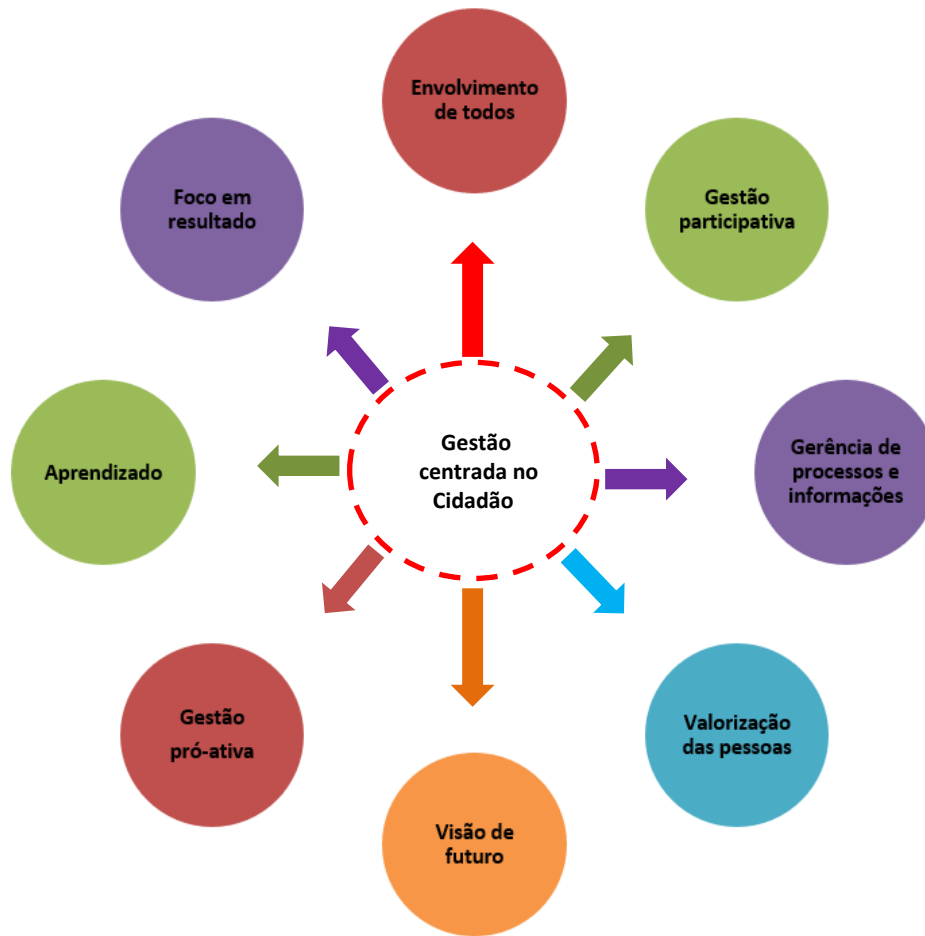 Envolvimento
de todos
Gestão
participativa
Gerência de
processos e
informações
Valorização
das pessoas
Visão de
futuro
Gestão
pró-ativa
Aprendizado
Foco em
resultado
Gestão
centrada no
Cidadão